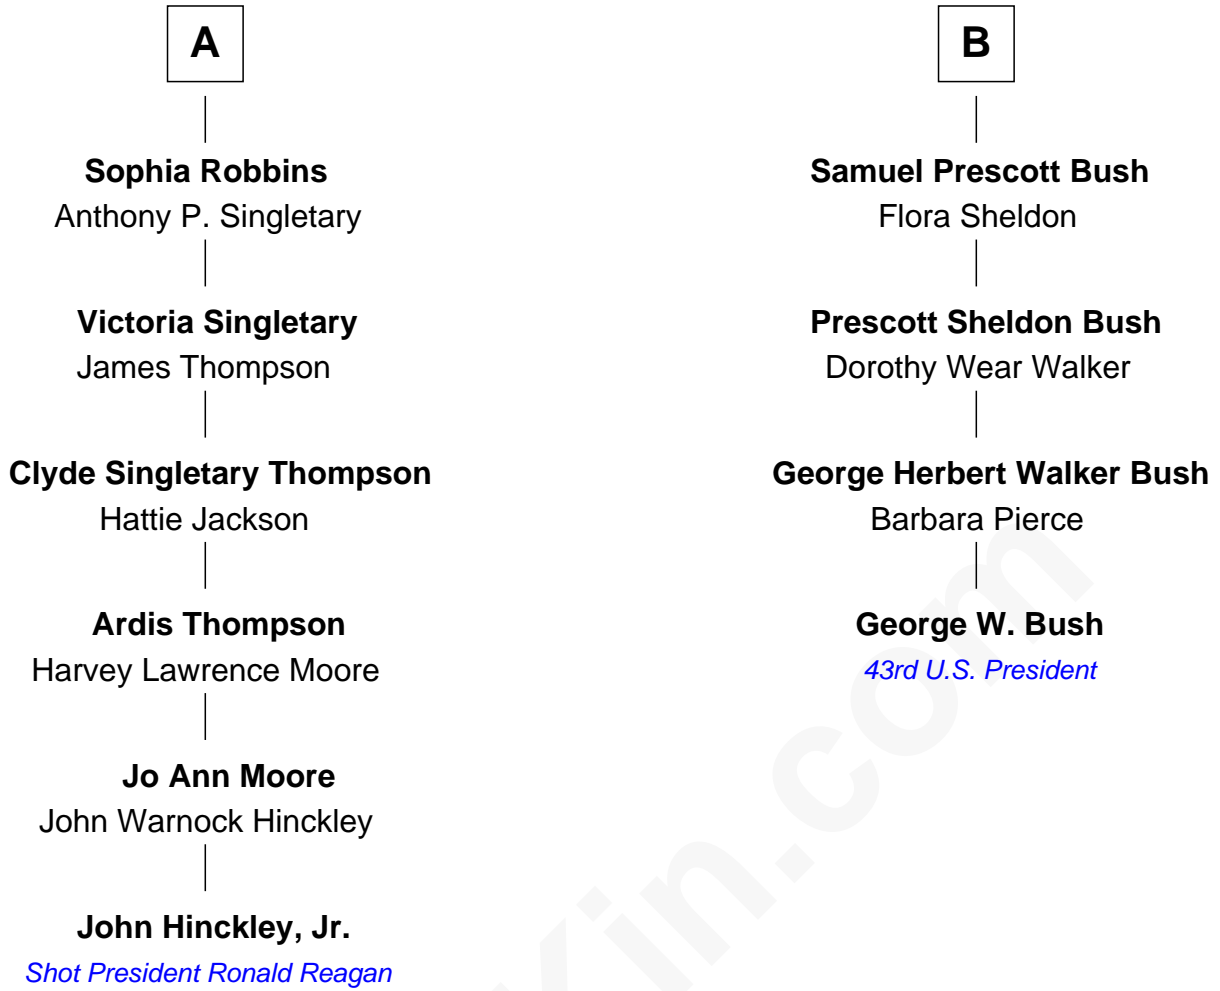 A
Sophia Robbins
Anthony P. Singletary
Victoria Singletary
James Thompson
Clyde Singletary Thompson
Hattie Jackson
Ardis Thompson
Harvey Lawrence Moore
Jo Ann Moore
John Warnock Hinckley
John Hinckley, Jr.
Shot President Ronald Reagan
B
Samuel Prescott Bush
Flora Sheldon
Prescott Sheldon Bush
Dorothy Wear Walker
George Herbert Walker Bush
Barbara Pierce
George W. Bush
43rd U.S. President
Kin.com